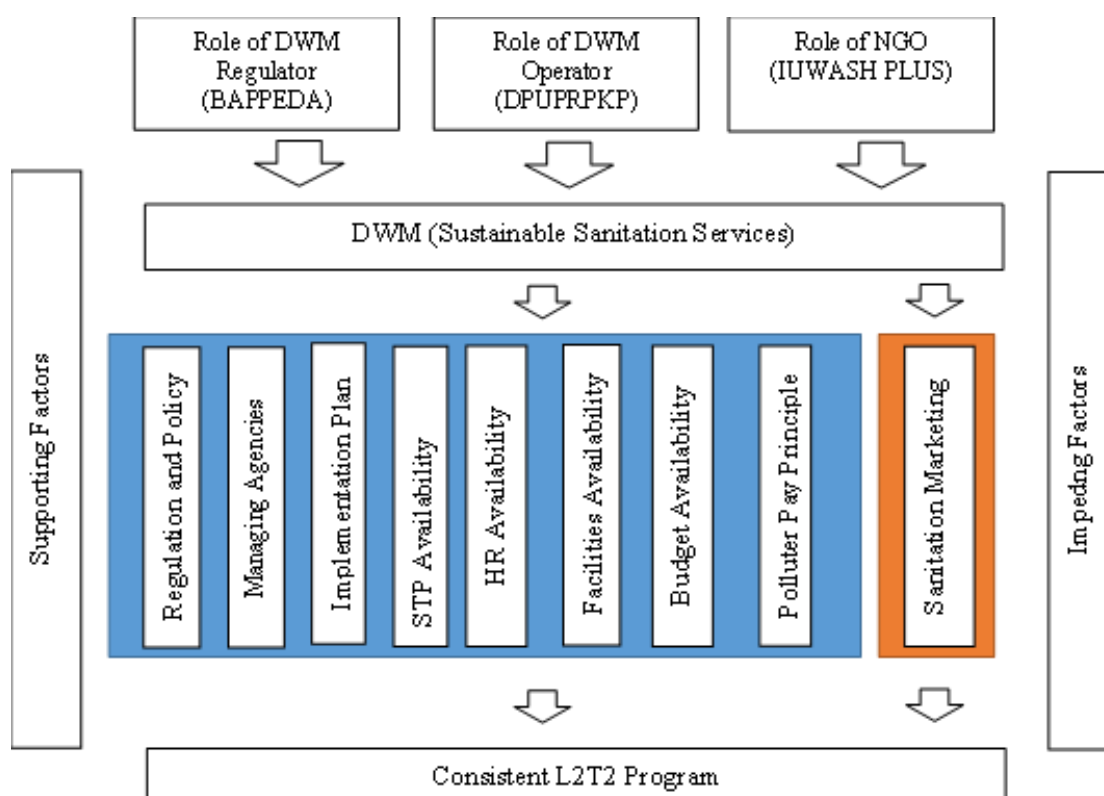 Role of DWM
Regulator
(BAPPEDA)
Role of DWM
Operator
(DPUPRPKP)
Role of NGO
(IUWASH PLUS)
DWM (Sustainable Sanitation Services)
Supporting Factors
Regulation and Policy
Managing Agencies
Implementation Plan
STP Availability
HR Availability
Facilities Availability
Budget Availability
Polluter Pay Principle
Sanitation Marketing
Impedng Factors
Consistent L2T2 Program